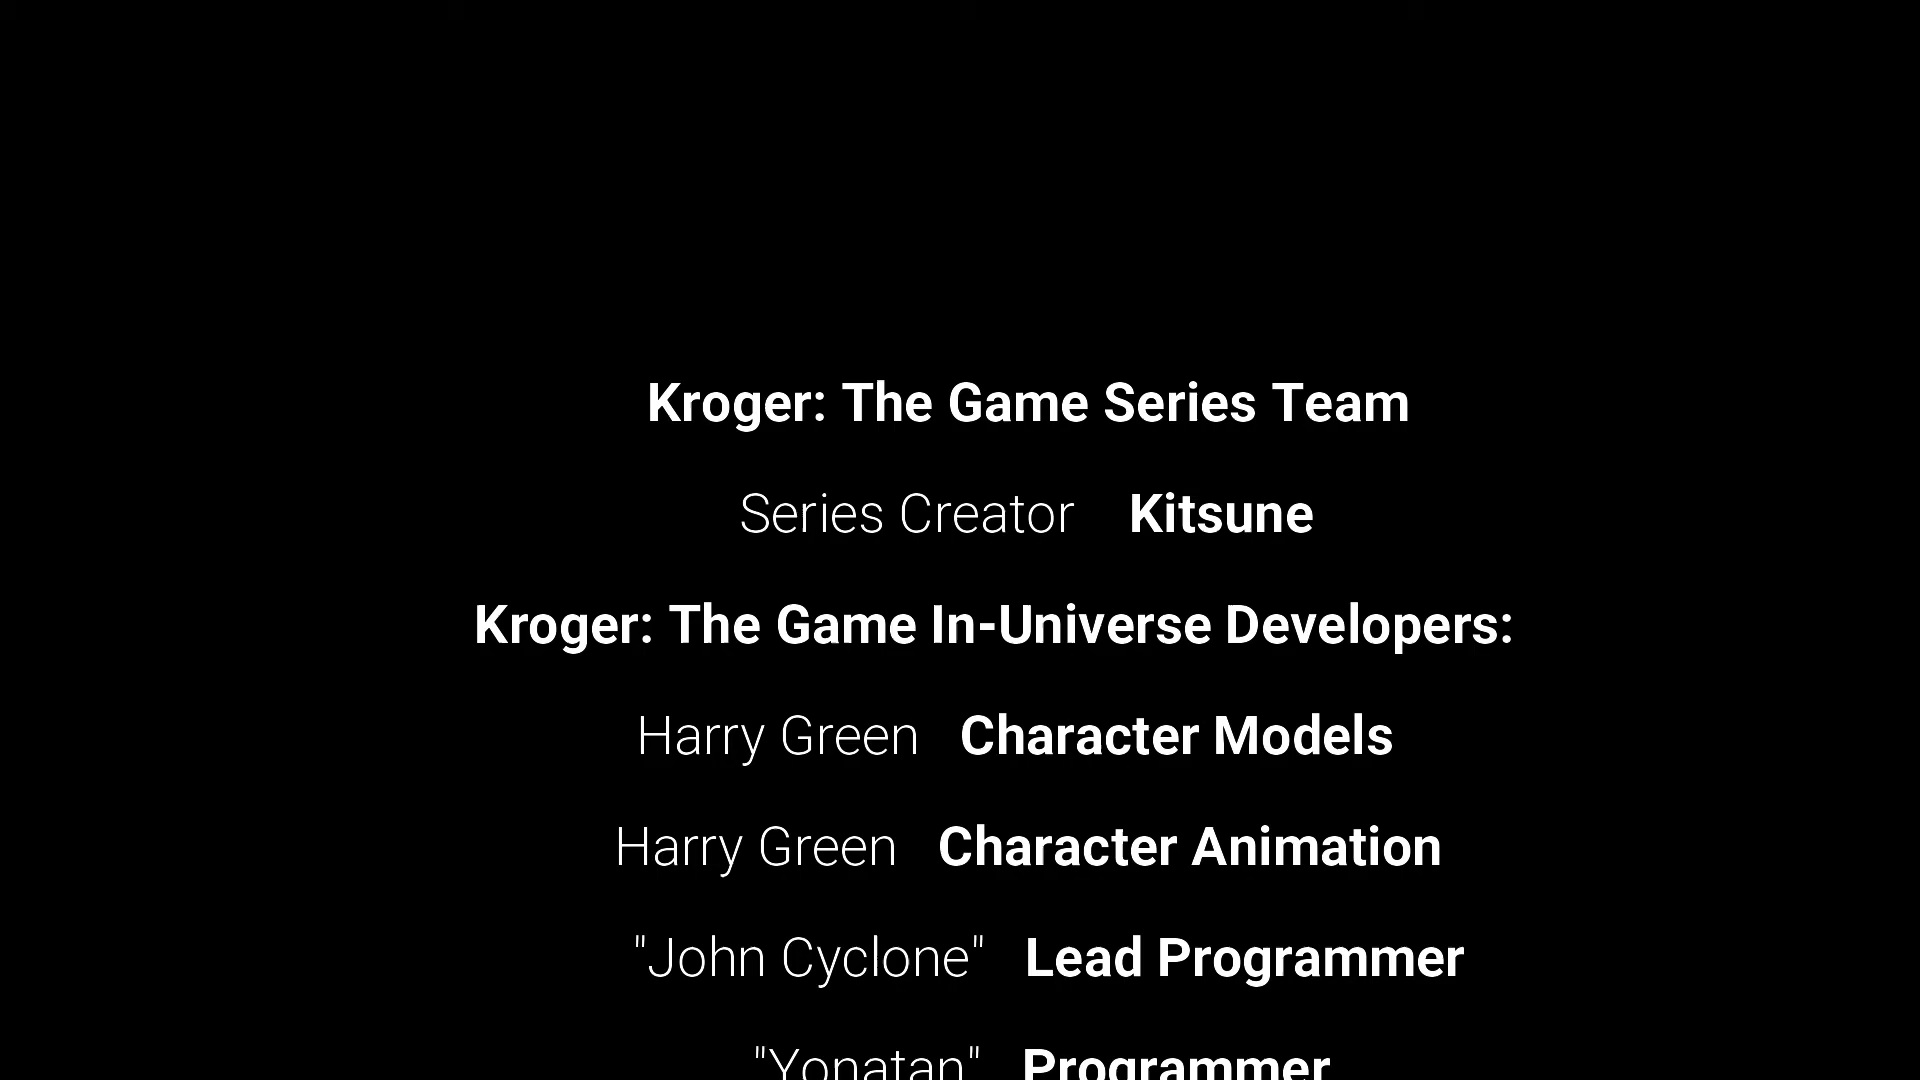 Kroger: The Game Series Team
Series Creator Kitsune
Kroger: The Game In-Universe Developers:
Harry Green Character Models
Harry Green Character Animation
"John Cyclone" Lead Programmer
"Yonatan" Programmer